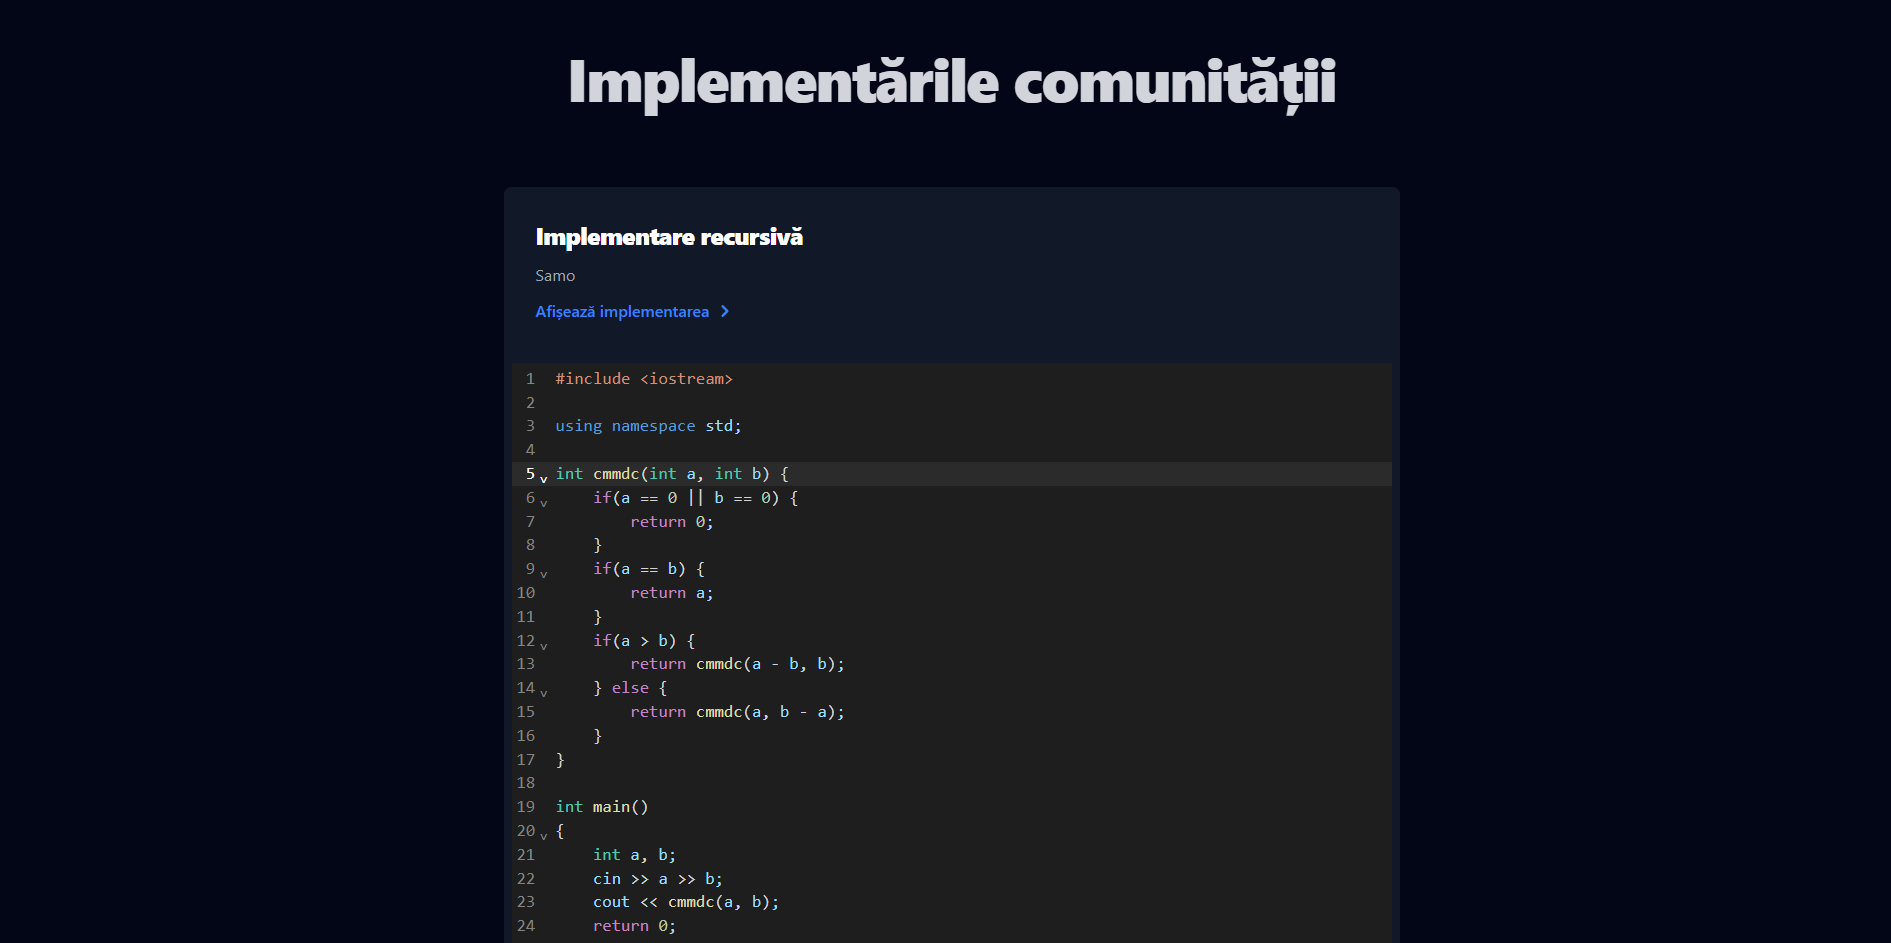 Implementările comunității
Implementare recursivă
Samo
Afișează implementarea
1 #include <iostream>
2
3 using namespace std;
4
5 int cmmdc(int a, int b) {
6     if(a == 0 || b == 0) {
7         return 0;
8     }
9     if(a == b) {
10         return a;
11     }
12     if(a > b) {
13         return cmmdc(a - b, b);
14     } else {
15         return cmmdc(a, b - a);
16     }
17 }
18
19 int main()
20 {
21     int a, b;
22     cin >> a >> b;
23     cout << cmmdc(a, b);
24     return 0;